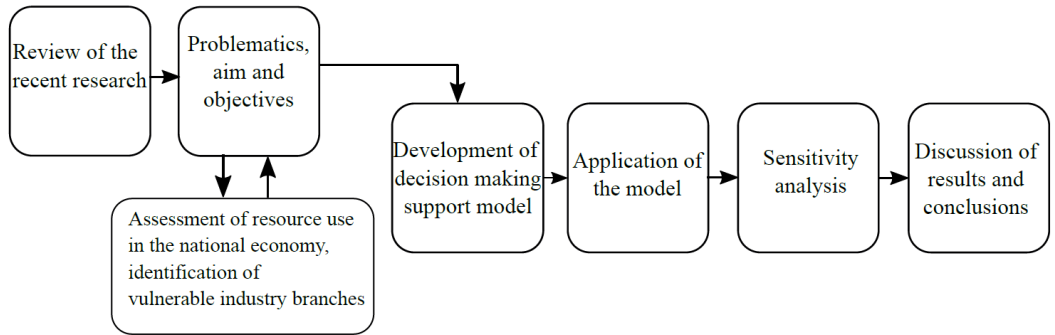 Review of the
recent research
Problematics,
aim and
objectives
Assessment of resource use
in the national economy,
identification of
vulnerable industry branches
Development of
decision making
support model
Application of
the model
Sensitivity
analysis
Discussion of
results and
conclusions